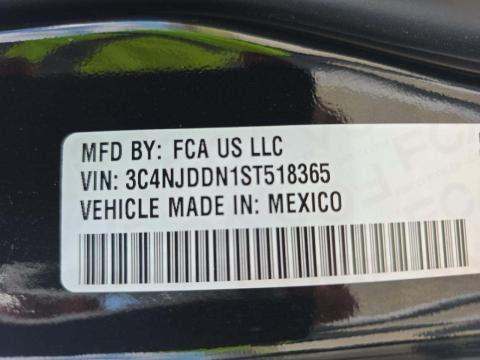 MFD BY: FCA US LLC
VIN: 3C4NJDDN1ST518365
VEHICLE MADE IN: MEXICO